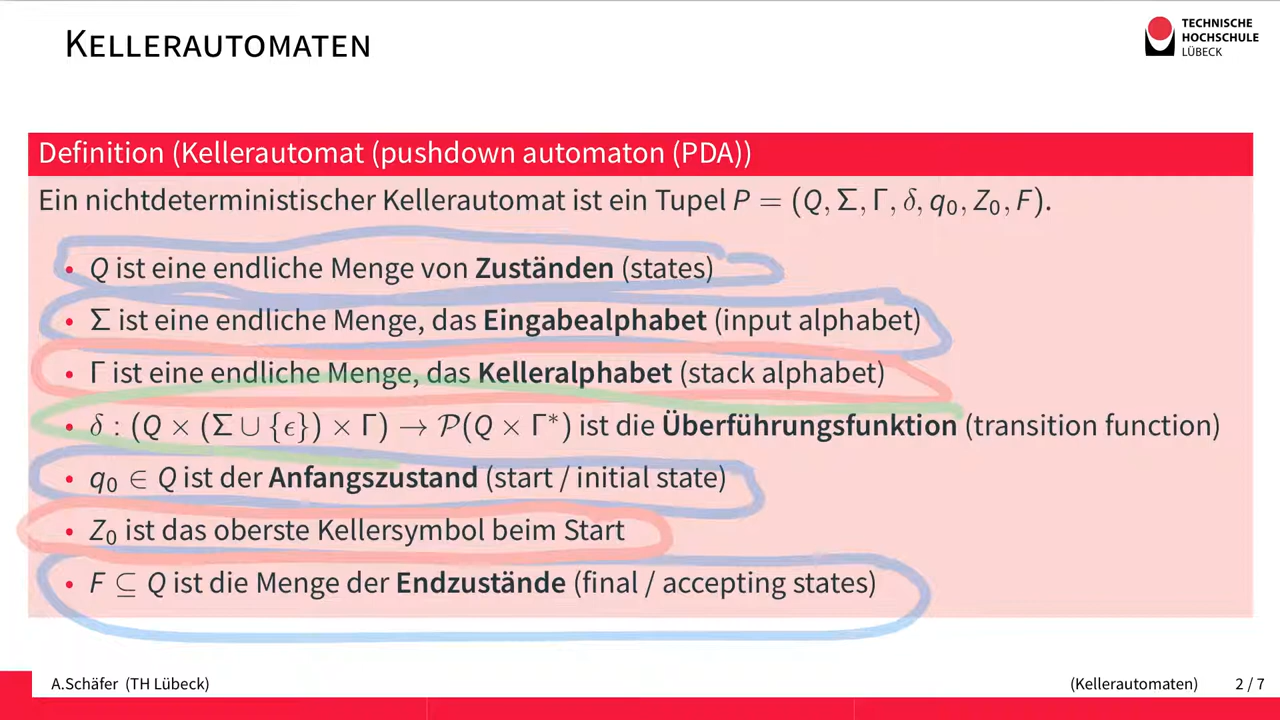 KELLERAUTOMATEN
TECHNISCHE
HOCHSCHULE
LÜBECK
Definition (Kellerautomat (pushdown automaton (PDA))
Ein nichtdeterministischer Kellerautomat ist ein Tupel P = (Q, Σ, Γ, δ, q₀, Z₀, F).
• Q ist eine endliche Menge von Zuständen (states)
• Σ ist eine endliche Menge, das Eingabealphabet (input alphabet)
• Γ ist eine endliche Menge, das Kelleralphabet (stack alphabet)
• δ : (Q × (Σ ∪ {ϵ}) × Γ) → 𝒫(Q × Γ*) ist die Überführungsfunktion (transition function)
• q₀ ∈ Q ist der Anfangszustand (start / initial state)
• Z₀ ist das oberste Kellersymbol beim Start
• F ⊆ Q ist die Menge der Endzustände (final / accepting states)
A.Schäfer (TH Lübeck) (Kellerautomaten) 2 / 7